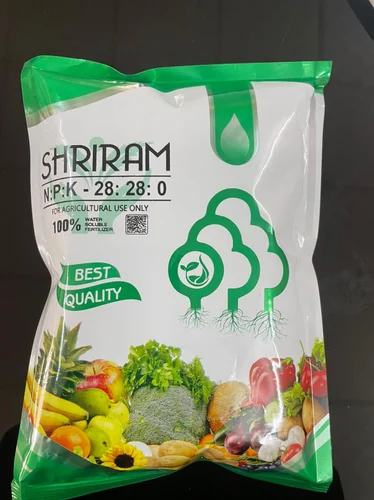 SHRIRAM
N:P:K - 28: 28: 0
FOR AGRICULTURAL USE ONLY
100% WATER
SOLUBLE
FERTILIZER
BEST
QUALITY